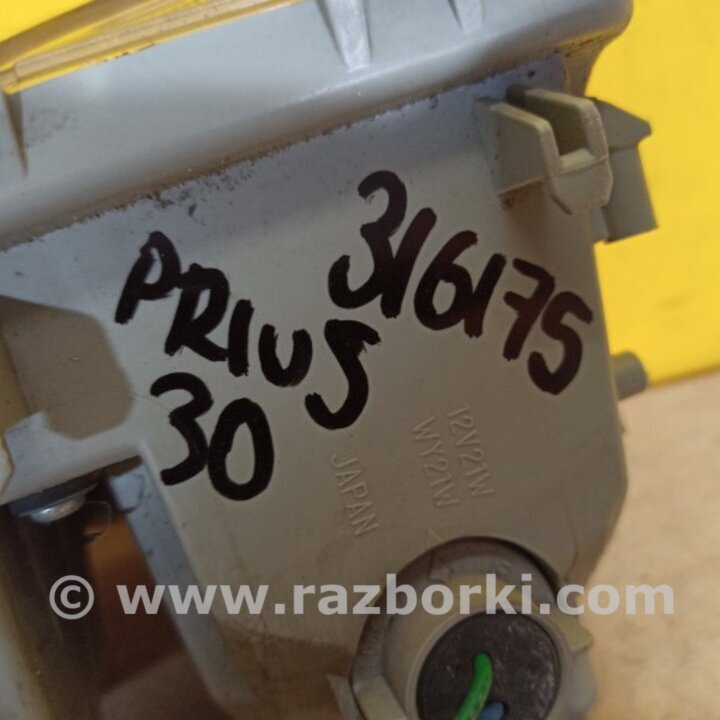 PRIUS 316175
30
12V21W
WY21W
JAPAN
© www.razborki.com